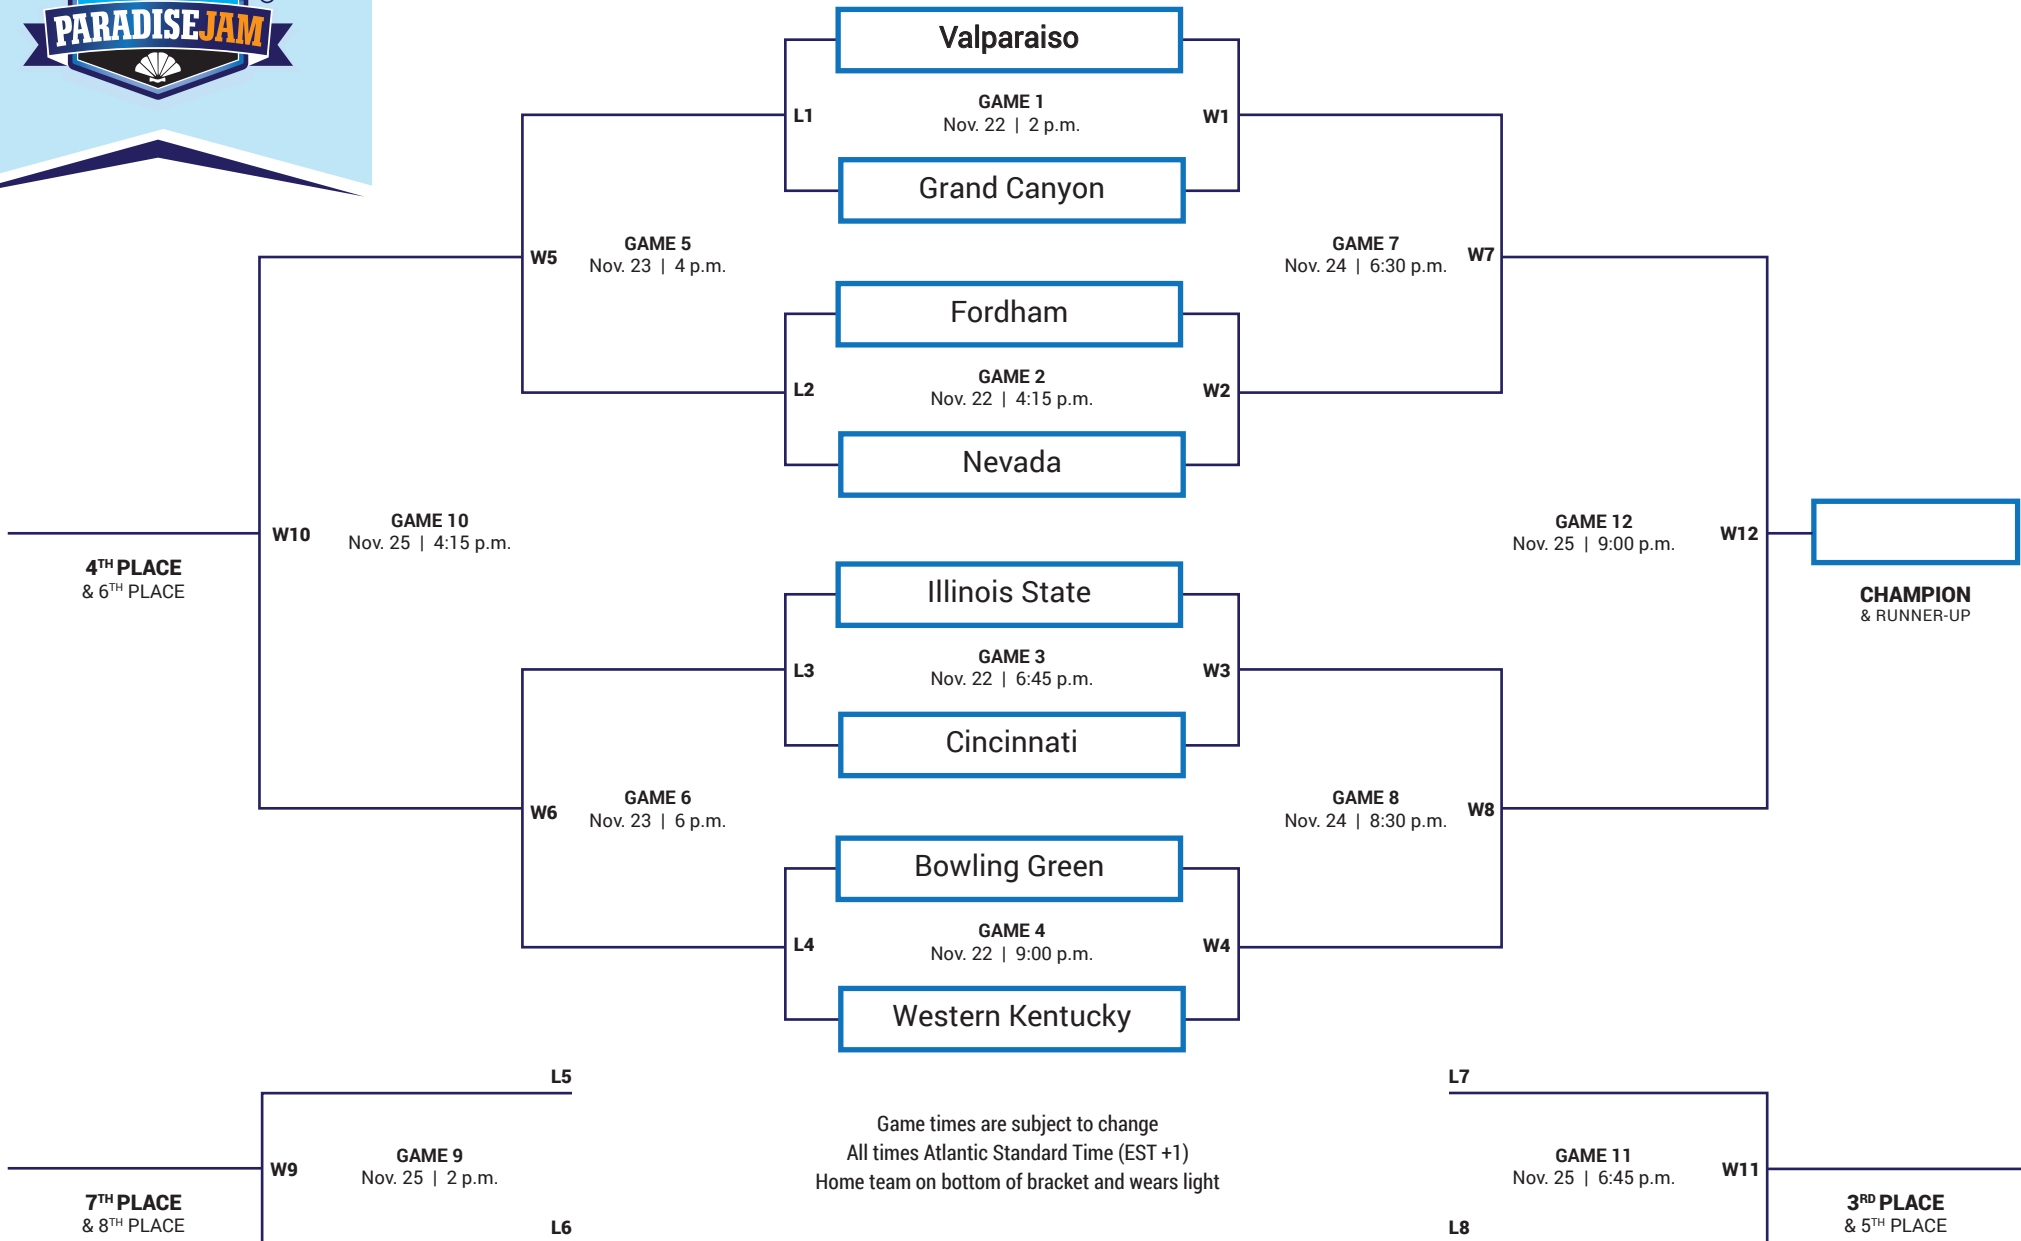 PARADISE JAM
Valparaiso
L1
GAME 1
Nov. 22 | 2 p.m.
W1
Grand Canyon
W5
GAME 5
Nov. 23 | 4 p.m.
GAME 7
Nov. 24 | 6:30 p.m.
W7
Fordham
L2
GAME 2
Nov. 22 | 4:15 p.m.
W2
Nevada
W10
GAME 10
Nov. 25 | 4:15 p.m.
4TH PLACE
& 6TH PLACE
GAME 12
Nov. 25 | 9:00 p.m.
W12
CHAMPION
& RUNNER-UP
Illinois State
L3
GAME 3
Nov. 22 | 6:45 p.m.
W3
Cincinnati
W6
GAME 6
Nov. 23 | 6 p.m.
GAME 8
Nov. 24 | 8:30 p.m.
W8
Bowling Green
L4
GAME 4
Nov. 22 | 9:00 p.m.
W4
Western Kentucky
L5
W9
GAME 9
Nov. 25 | 2 p.m.
7TH PLACE
& 8TH PLACE
L6
Game times are subject to change
All times Atlantic Standard Time (EST +1)
Home team on bottom of bracket and wears light
L7
GAME 11
Nov. 25 | 6:45 p.m.
W11
3RD PLACE
& 5TH PLACE
L8